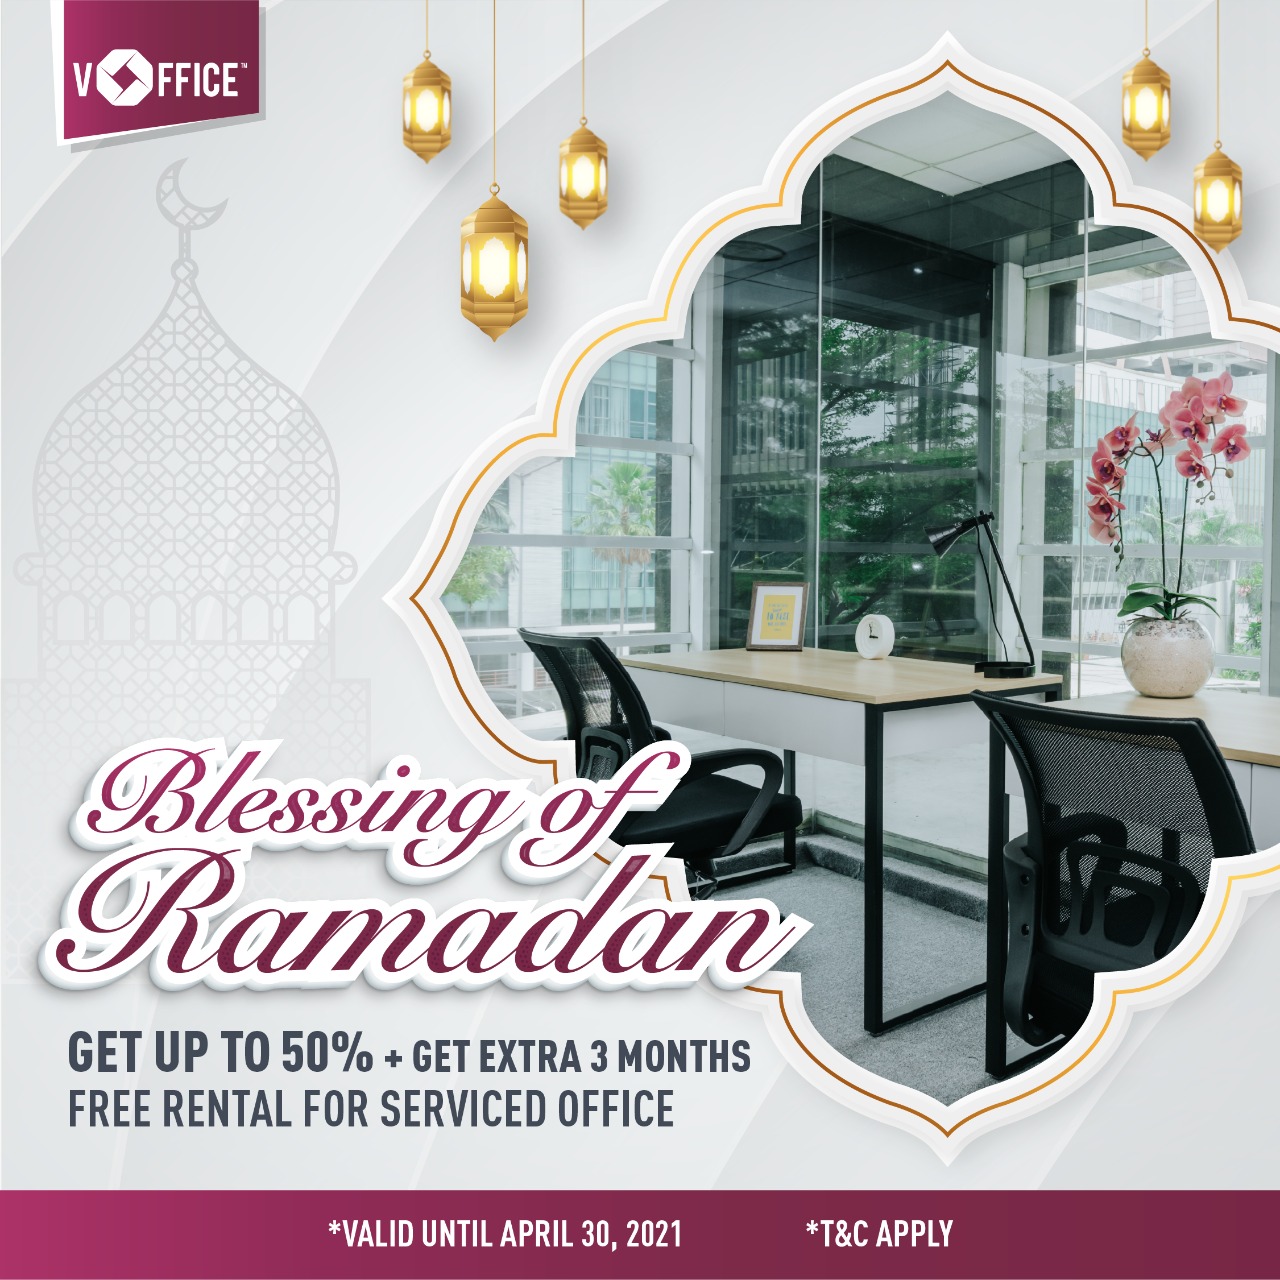 VOFFICE™
Blessing of
Ramadan
GET UP TO 50% + GET EXTRA 3 MONTHS
FREE RENTAL FOR SERVICED OFFICE
*VALID UNTIL APRIL 30, 2021 *T&C APPLY